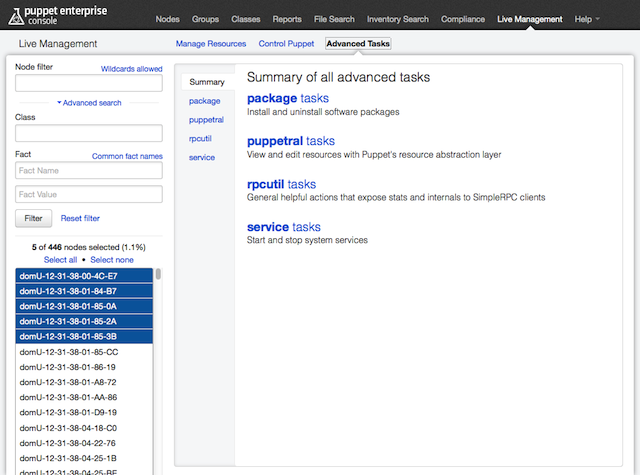 puppet enterprise
console
Nodes Groups Classes Reports File Search Inventory Search Compliance Live Management Help
Live Management
Manage Resources Control Puppet Advanced Tasks
Node filter
Wildcards allowed
Advanced search
Class
Fact
Common fact names
Fact Name
Fact Value
Filter
Reset filter
5 of 446 nodes selected (1.1%)
Select all • Select none
domU-12-31-38-00-4C-E7
domU-12-31-38-01-84-B7
domU-12-31-38-01-85-0A
domU-12-31-38-01-85-2A
domU-12-31-38-01-85-3B
domU-12-31-38-01-85-CC
domU-12-31-38-01-86-19
domU-12-31-38-01-A8-72
domU-12-31-38-01-AA-86
domU-12-31-38-01-D9-19
domU-12-31-38-04-18-C0
domU-12-31-38-04-22-76
domU-12-31-38-04-25-1B
domU-12-31-38-04-25-BF
Summary
package
puppetral
rpcutil
service
Summary of all advanced tasks
package tasks
Install and uninstall software packages
puppetral tasks
View and edit resources with Puppet's resource abstraction layer
rpcutil tasks
General helpful actions that expose stats and internals to SimpleRPC clients
service tasks
Start and stop system services